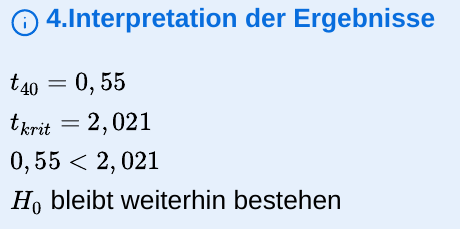 4.Interpretation der Ergebnisse
t₄₀ = 0, 55
tₖᵣᵢₜ = 2, 021
0, 55 < 2, 021
H₀ bleibt weiterhin bestehen